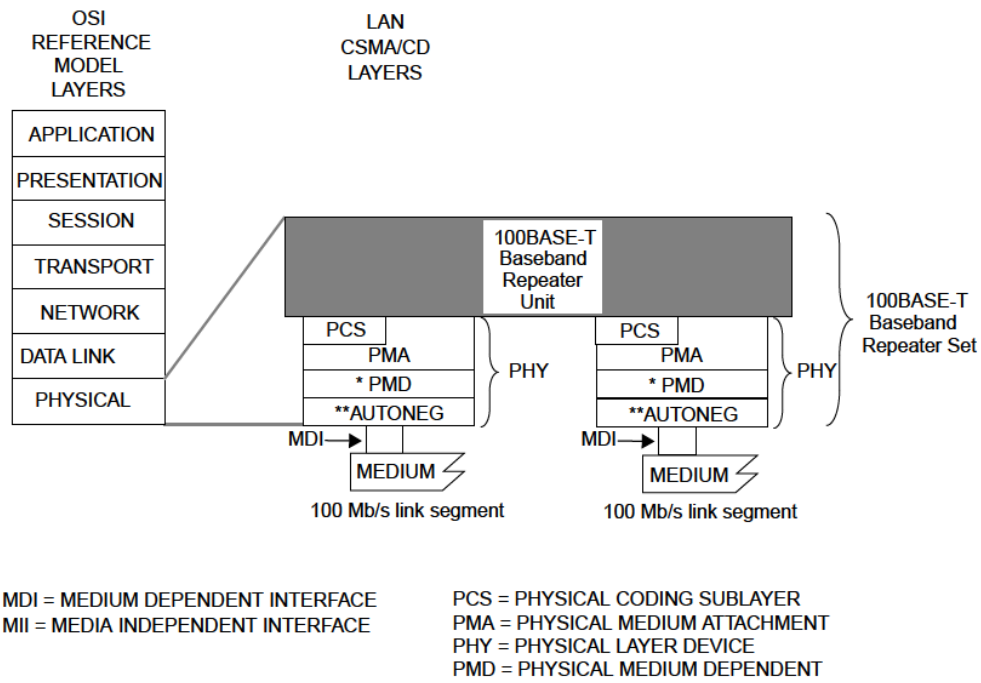 OSI
REFERENCE
MODEL
LAYERS
LAN
CSMA/CD
LAYERS
APPLICATION
PRESENTATION
SESSION
TRANSPORT
NETWORK
DATA LINK
PHYSICAL
100BASE-T
Baseband
Repeater
Unit
100BASE-T
Baseband
Repeater Set
PCS
PMA
* PMD
**AUTONEG
PHY
MDI
MEDIUM
100 Mb/s link segment
PCS
PMA
* PMD
**AUTONEG
PHY
MDI
MEDIUM
100 Mb/s link segment
MDI = MEDIUM DEPENDENT INTERFACE
MII = MEDIA INDEPENDENT INTERFACE
PCS = PHYSICAL CODING SUBLAYER
PMA = PHYSICAL MEDIUM ATTACHMENT
PHY = PHYSICAL LAYER DEVICE
PMD = PHYSICAL MEDIUM DEPENDENT